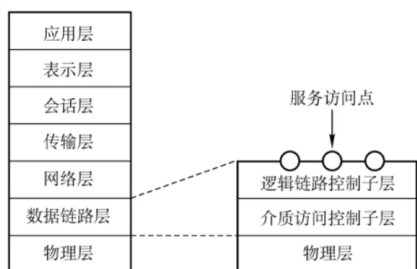 应用层
表示层
会话层
传输层
网络层
数据链路层
物理层
服务访问点
逻辑链路控制子层
介质访问控制子层
物理层